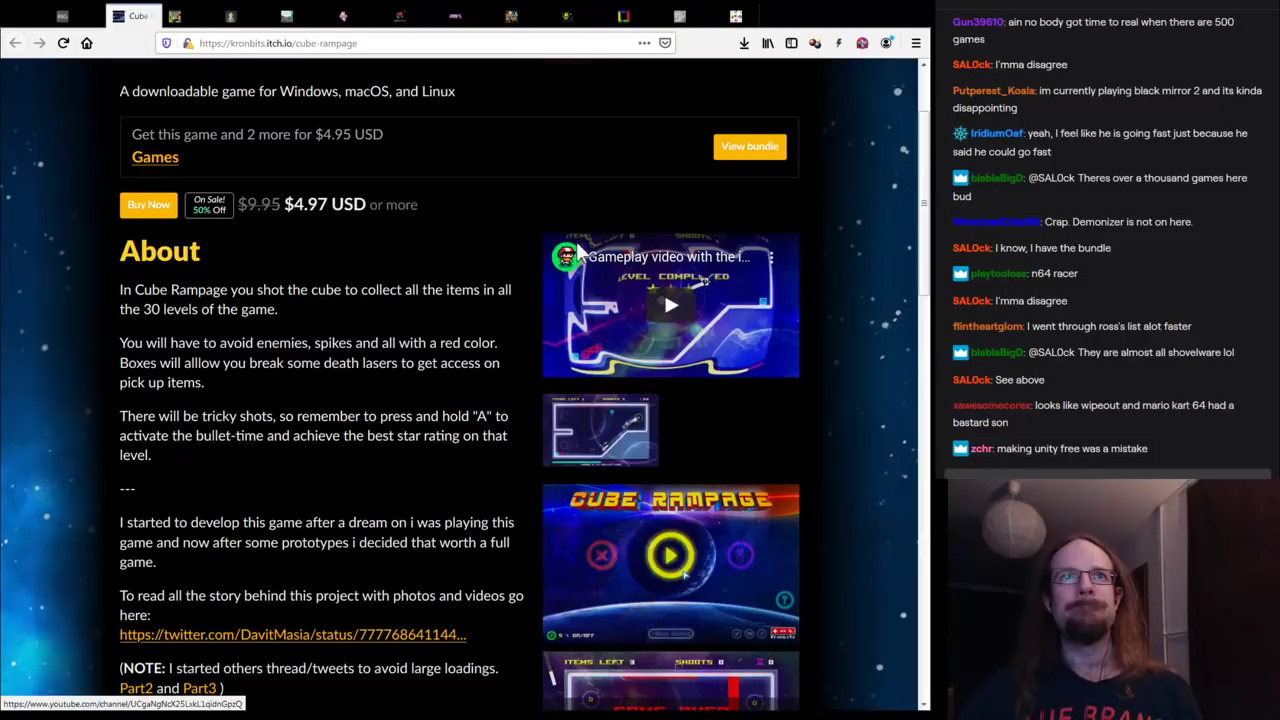 Cube
https://kronbits.itch.io/cube-rampage
A downloadable game for Windows, macOS, and Linux
Get this game and 2 more for $4.95 USD
Games
View bundle
Buy Now
On Sale!
50% Off
$9.95 $4.97 USD or more
About
In Cube Rampage you shot the cube to collect all the items in all
the 30 levels of the game.
You will have to avoid enemies, spikes and all with a red color.
Boxes will alllow you break some death lasers to get access on
pick up items.
There will be tricky shots, so remember to press and hold "A" to
activate the bullet-time and achieve the best star rating on that
level.
---
I started to develop this game after a dream on i was playing this
game and now after some prototypes i decided that worth a full
game.
To read all the story behind this project with photos and videos go
here:
https://twitter.com/DavitMasia/status/777768641144...
(NOTE: I started others thread/tweets to avoid large loadings.
Part2 and Part3 )
https://www.youtube.com/channel/UCgaNgNcX25LxkL1qidnGpzQ
Gameplay video with the i...
LEVEL COMPLETED
CUBE RAMPAGE
ITEMS LEFT 3 SHOOTS 0
GAME OVER
Gun39610: ain no body got time to real when there are 500
games
SAL0ck: I'mma disagree
Putperest_Koala: im currently playing black mirror 2 and its kinda
disappointing
IridiumOaf: yeah, I feel like he is going fast just because he
said he could go fast
blablaBigD: @SAL0ck Theres over a thousand games here
bud
Crap. Demonizer is not on here.
SAL0ck: I know, I have the bundle
playtoolcae: n64 racer
SAL0ck: I'mma disagree
flintheartglom: I went through ross's list alot faster
blablaBigD: @SAL0ck They are almost all shovelware lol
SAL0ck: See above
looks like wipeout and mario kart 64 had a
bastard son
zchr: making unity free was a mistake